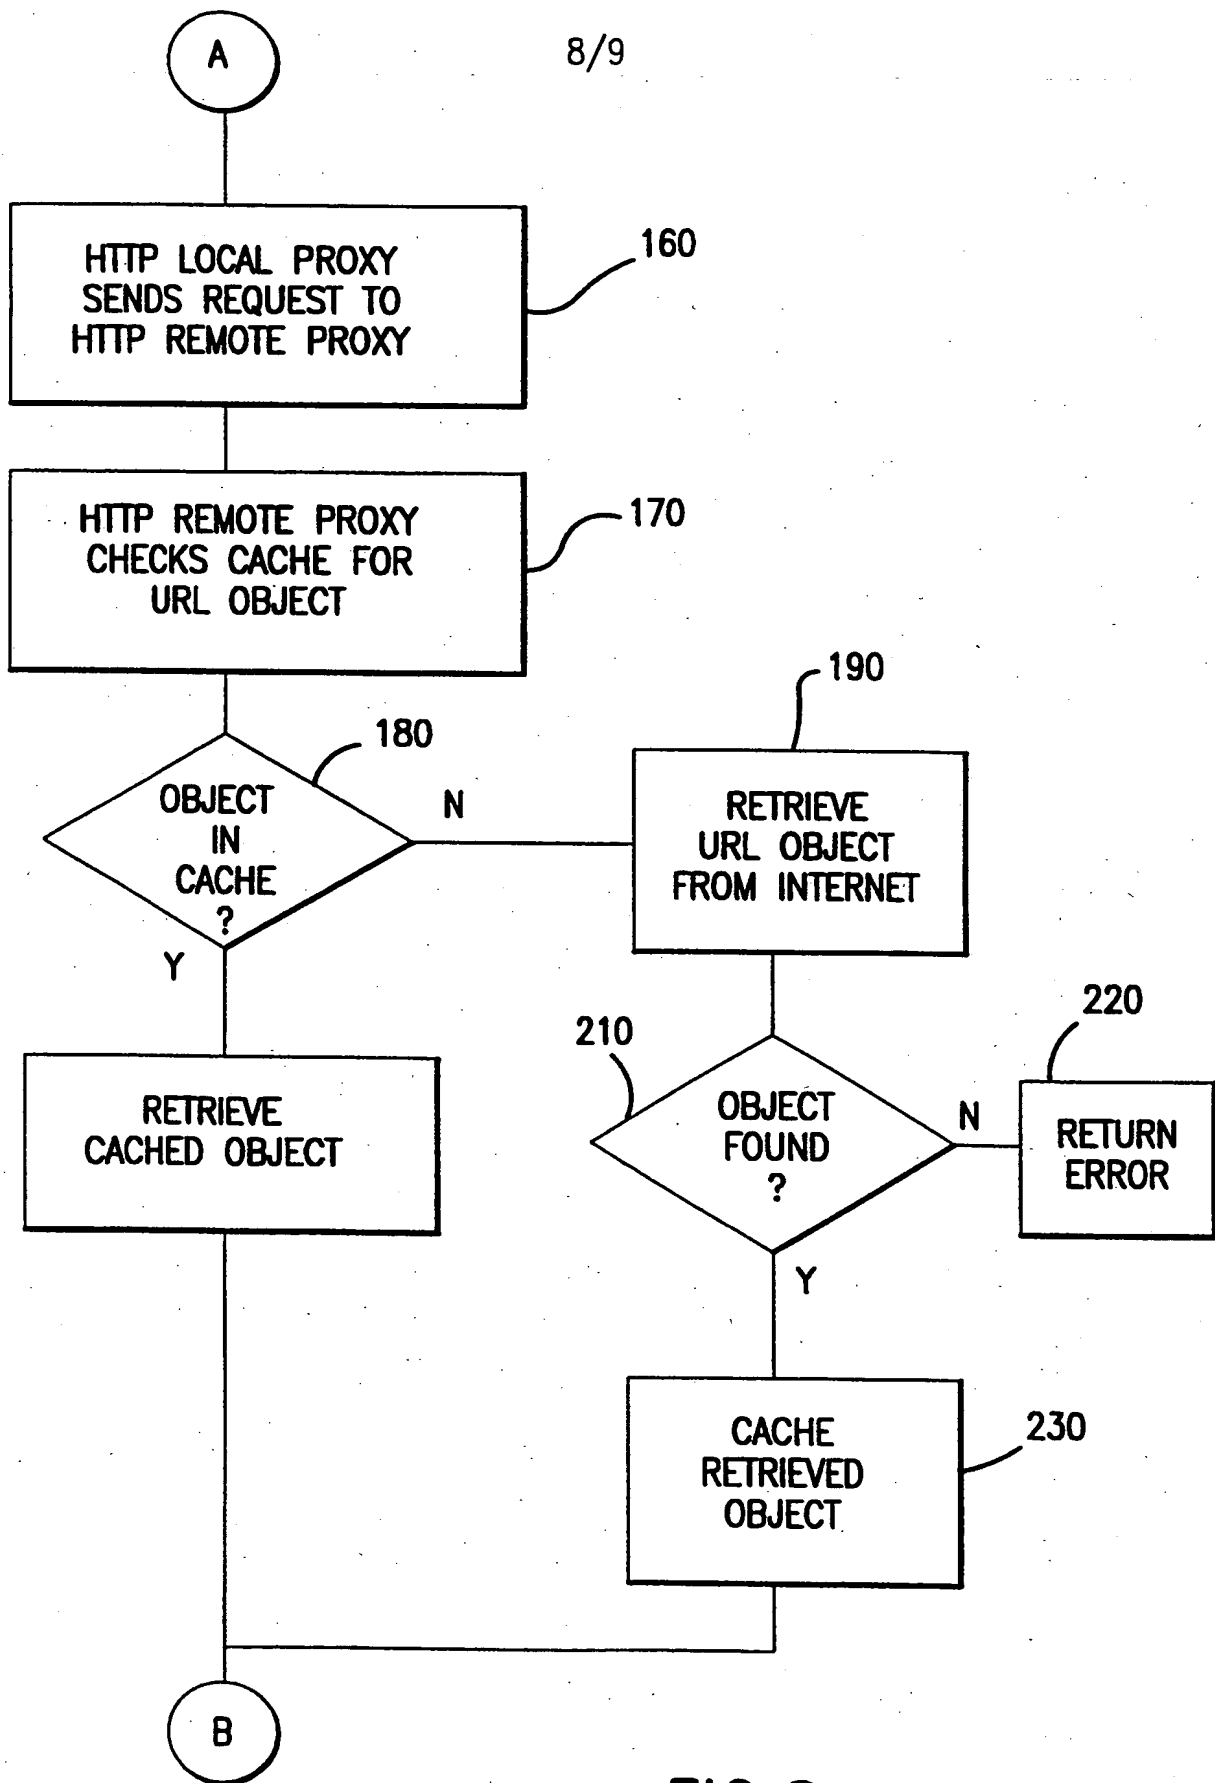 A
8/9
HTTP LOCAL PROXY
SENDS REQUEST TO
HTTP REMOTE PROXY
160
HTTP REMOTE PROXY
CHECKS CACHE FOR
URL OBJECT
170
180
OBJECT
IN
CACHE
?
N
Y
190
RETRIEVE
URL OBJECT
FROM INTERNET
RETRIEVE
CACHED OBJECT
210
OBJECT
FOUND
?
N
Y
220
RETURN
ERROR
CACHE
RETRIEVED
OBJECT
230
B